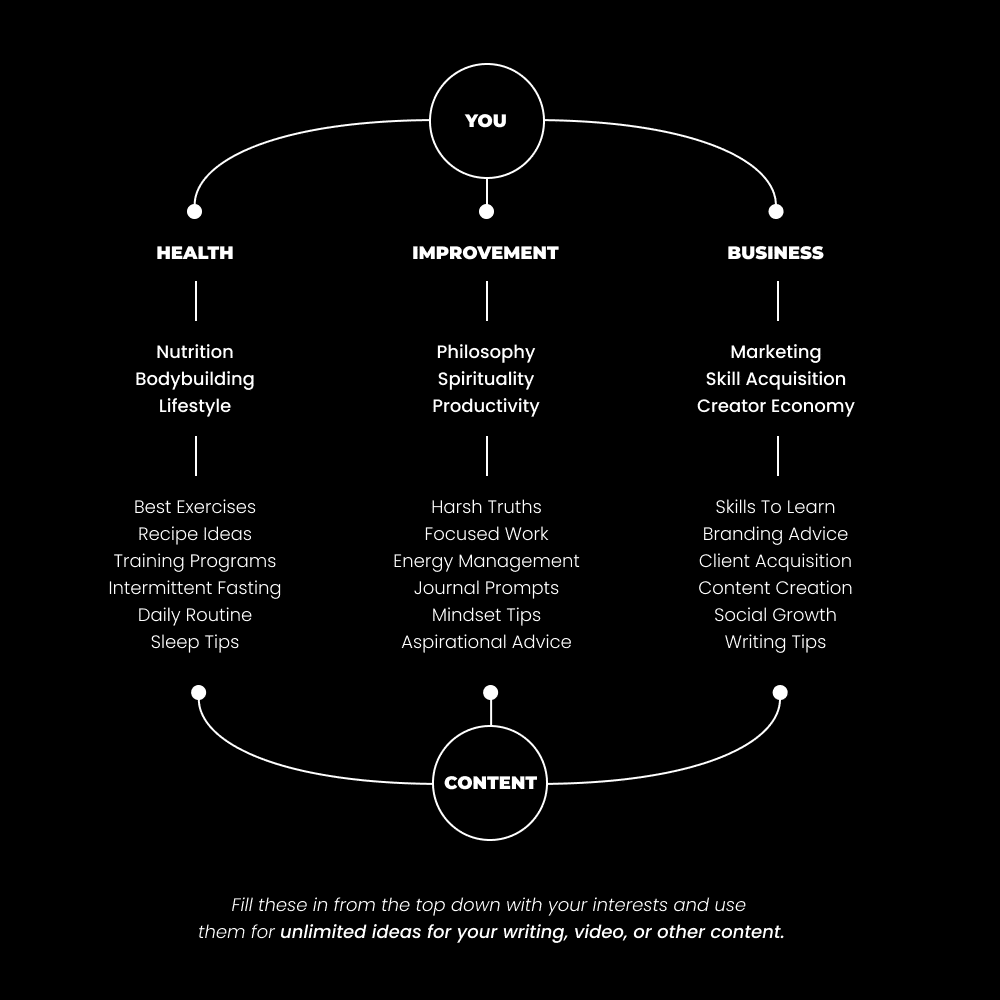 YOU
HEALTH
IMPROVEMENT
BUSINESS
Nutrition
Bodybuilding
Lifestyle
Philosophy
Spirituality
Productivity
Marketing
Skill Acquisition
Creator Economy
Best Exercises
Recipe Ideas
Training Programs
Intermittent Fasting
Daily Routine
Sleep Tips
Harsh Truths
Focused Work
Energy Management
Journal Prompts
Mindset Tips
Aspirational Advice
Skills To Learn
Branding Advice
Client Acquisition
Content Creation
Social Growth
Writing Tips
CONTENT
Fill these in from the top down with your interests and use
them for unlimited ideas for your writing, video, or other content.